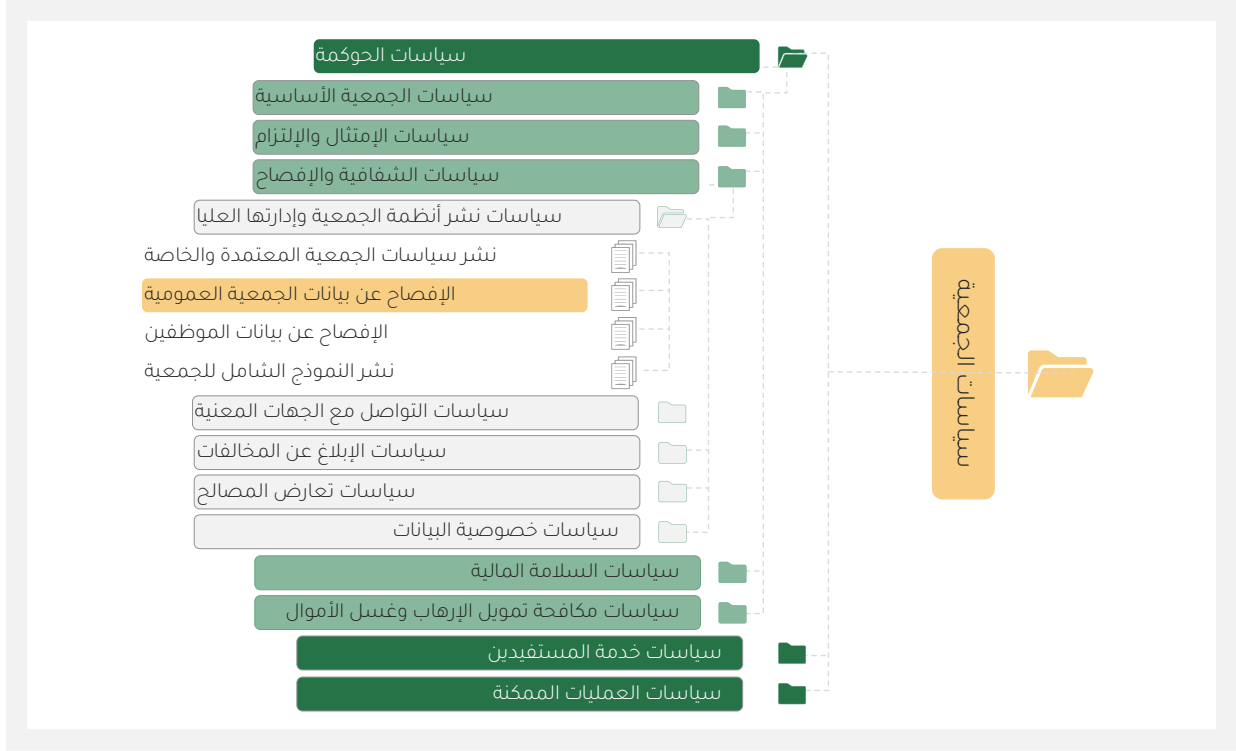 سياسات الجمعية
سياسات الحوكمة
سياسات الجمعية الأساسية
سياسات الإمتثال والإلتزام
سياسات الشفافية والإفصاح
سياسات نشر أنظمة الجمعية وإدارتها العليا
نشر سياسات الجمعية المعتمدة والخاصة
الإفصاح عن بيانات الجمعية العمومية
الإفصاح عن بيانات الموظفين
نشر النموذج الشامل للجمعية
سياسات التواصل مع الجهات المعنية
سياسات الإبلاغ عن المخالفات
سياسات تعارض المصالح
سياسات خصوصية البيانات
سياسات السلامة المالية
سياسات مكافحة تمويل الإرهاب وغسل الأموال
سياسات خدمة المستفيدين
سياسات العمليات الممكنة